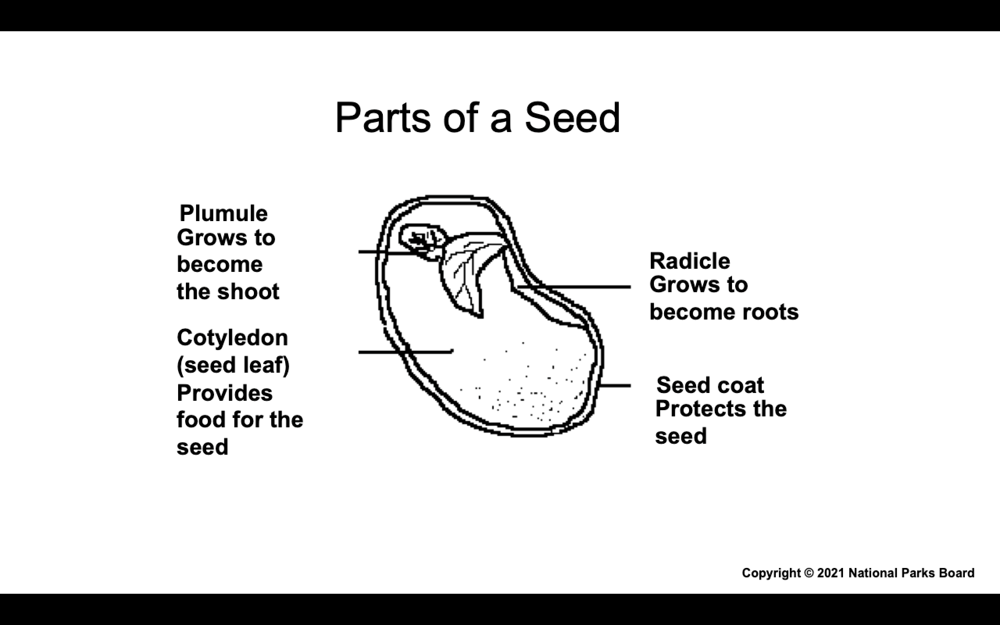 Parts of a Seed
Plumule
Grows to
become
the shoot
Cotyledon
(seed leaf)
Provides
food for the
seed
Radicle
Grows to
become roots
Seed coat
Protects the
seed
Copyright © 2021 National Parks Board